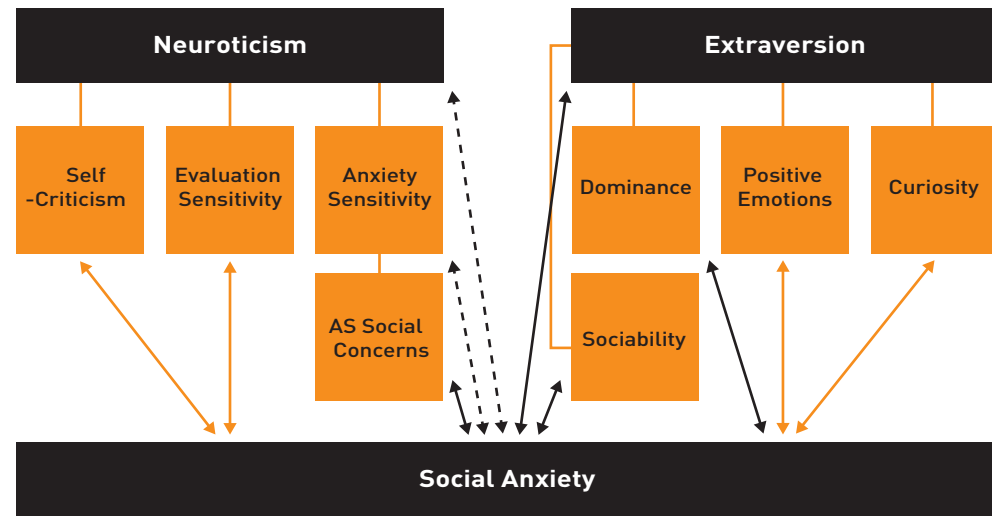 Neuroticism
Extraversion
Self
-Criticism
Evaluation
Sensitivity
Anxiety
Sensitivity
Dominance
Positive
Emotions
Curiosity
AS Social
Concerns
Sociability
Social Anxiety